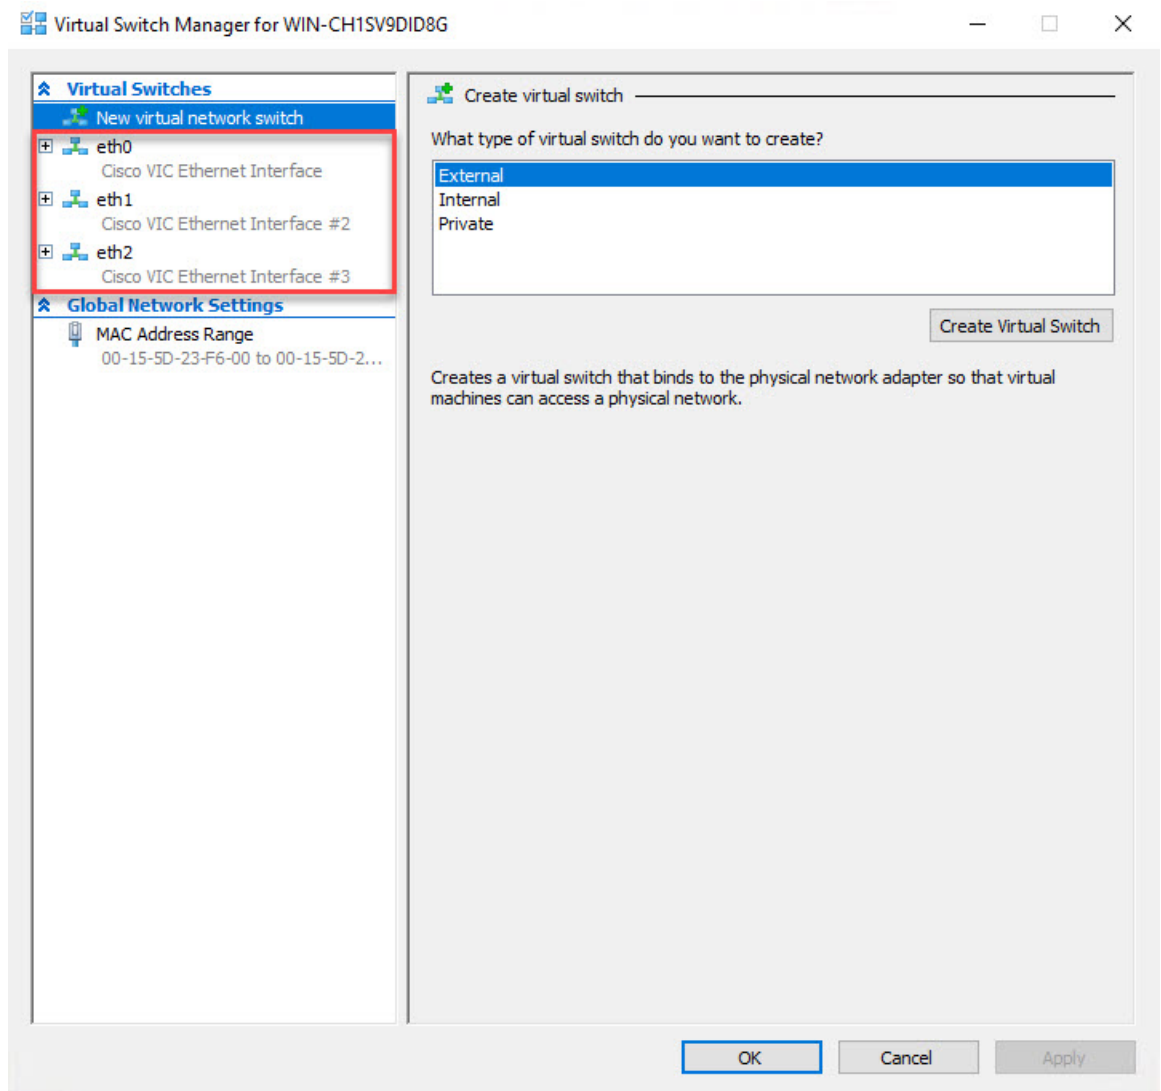 Virtual Switch Manager for WIN-CH1SV9DID8G
Virtual Switches
New virtual network switch
eth0
Cisco VIC Ethernet Interface
eth1
Cisco VIC Ethernet Interface #2
eth2
Cisco VIC Ethernet Interface #3
Global Network Settings
MAC Address Range
00-15-5D-23-F6-00 to 00-15-5D-2...
Create virtual switch
What type of virtual switch do you want to create?
External
Internal
Private
Create Virtual Switch
Creates a virtual switch that binds to the physical network adapter so that virtual
machines can access a physical network.
OK
Cancel
Apply